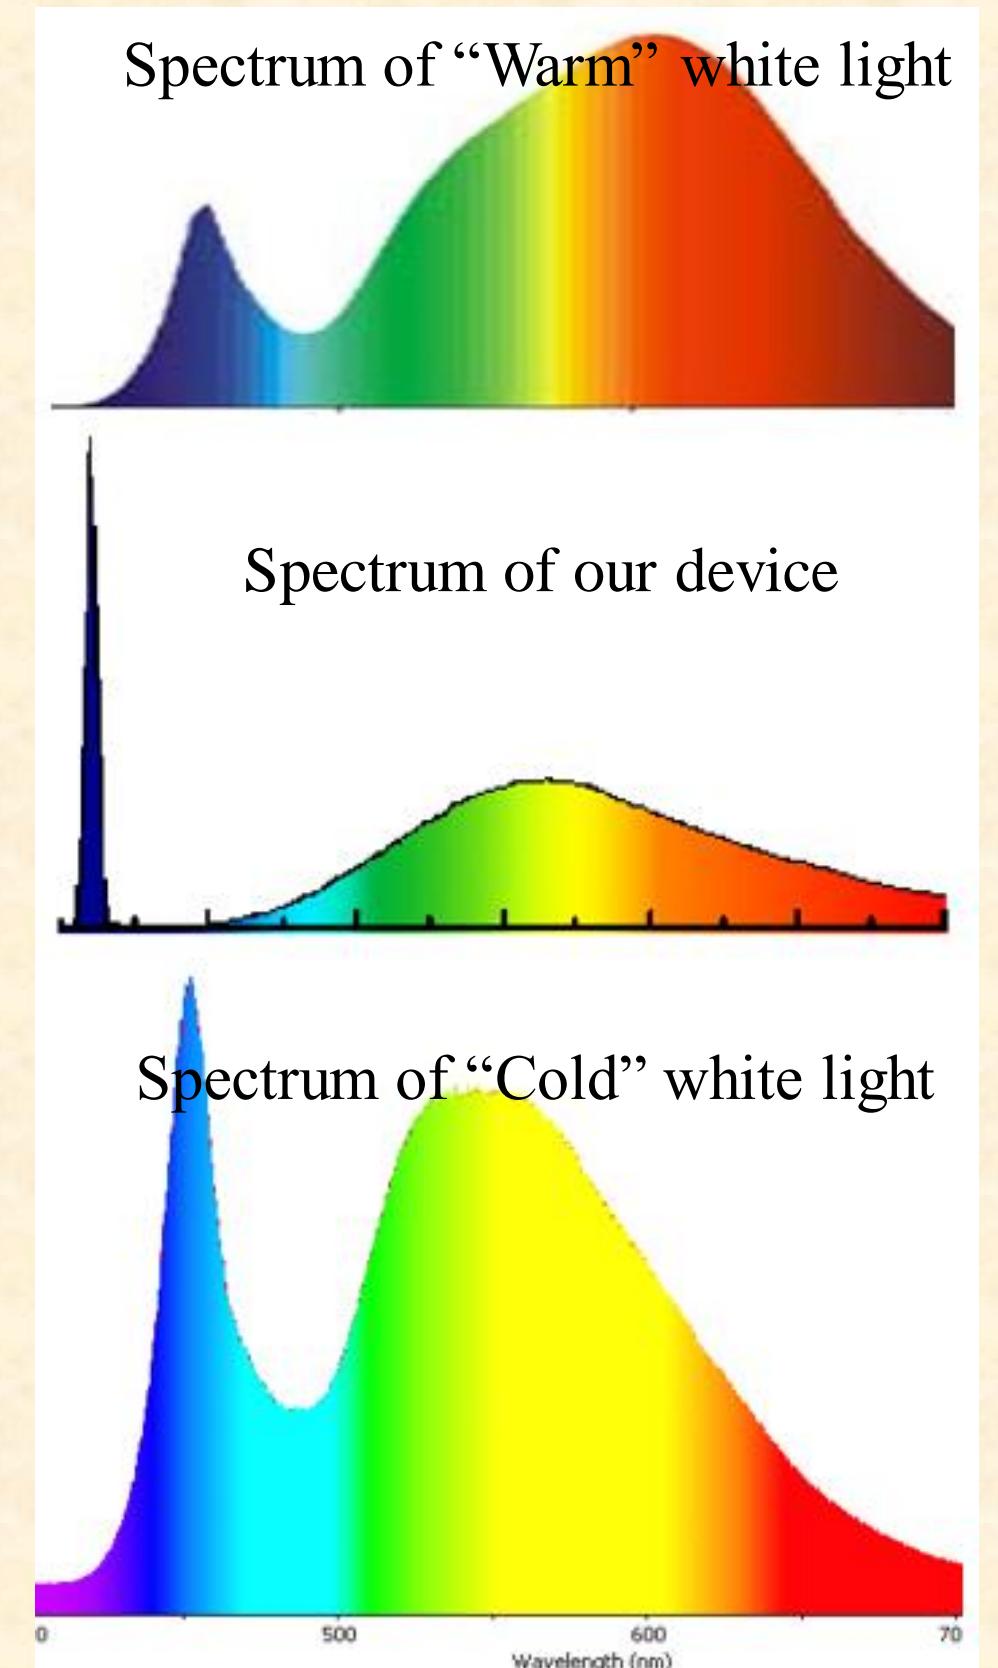 Spectrum of “Warm” white light
Spectrum of our device
Spectrum of “Cold” white light
0 500 600 70
Wavelength (nm)